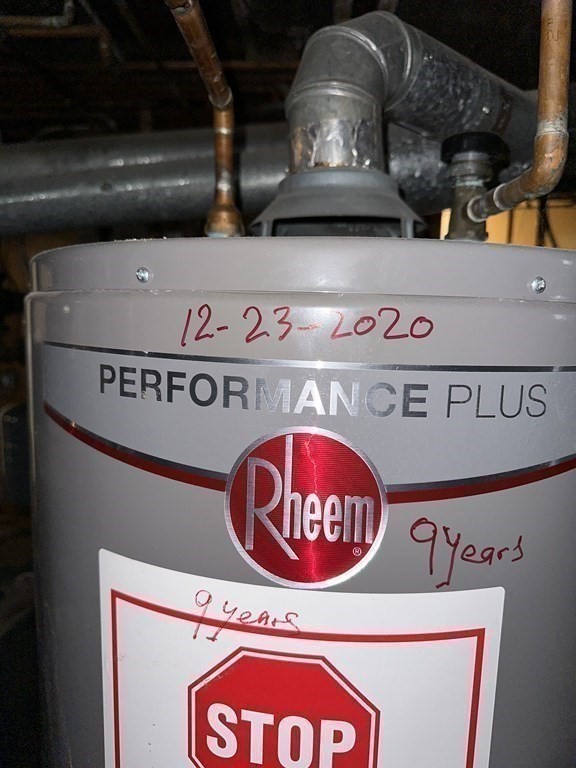 12-23-2020
PERFORMANCE PLUS
Rheem®
9 Years
9 years
STOP